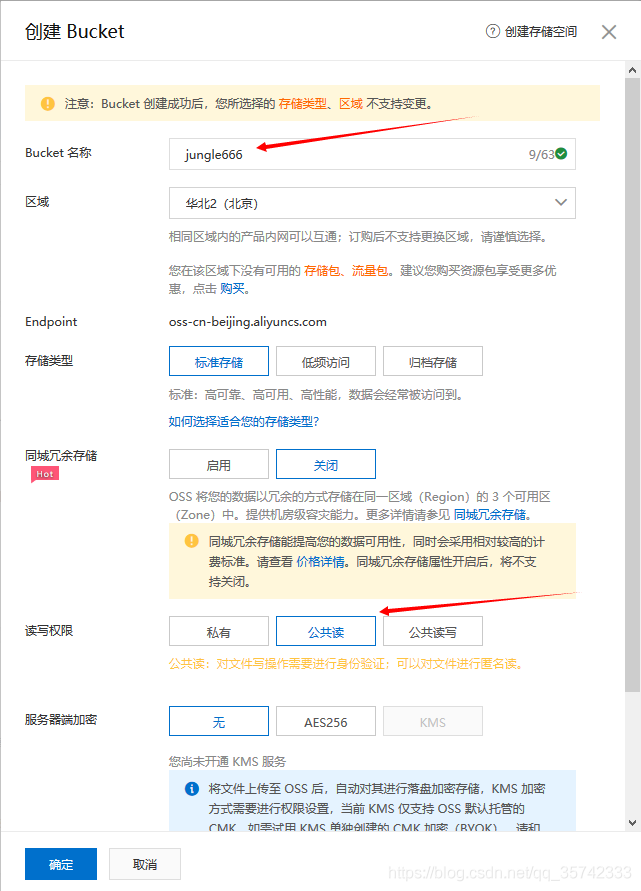 创建 Bucket
创建存储空间
注意：Bucket 创建成功后，您所选择的 存储类型、区域 不支持变更。
Bucket 名称
jungle666
9/63
区域
华北2（北京）
相同区域内的产品内网可以互通；订购后不支持更换区域，请谨慎选择。
您在该区域下没有可用的 存储包、流量包。建议您购买资源包享受更多优
惠，点击 购买。
Endpoint
oss-cn-beijing.aliyuncs.com
存储类型
标准存储
低频访问
归档存储
标准：高可靠、高可用、高性能，数据会经常被访问到。
如何选择适合您的存储类型?
同城冗余存储
Hot
启用
关闭
OSS 将您的数据以冗余的方式存储在同一区域（Region）的 3 个可用区
（Zone）中。提供机房级容灾能力。更多详情请参见 同城冗余存储。
同城冗余存储能提高您的数据可用性，同时会采用相对较高的计
费标准。请查看 价格详情。同城冗余存储属性开启后，将不支
持关闭。
读写权限
私有
公共读
公共读写
公共读：对文件写操作需要进行身份验证；可以对文件进行匿名读。
服务器端加密
无
AES256
KMS
您尚未开通 KMS 服务
将文件上传至 OSS 后，自动对其进行落盘加密存储，KMS 加密
方式需要进行权限设置，当前 KMS 仅支持 OSS 默认托管的
CMK，如需试用 KMS 单独创建的 CMK 加密（BYOK），请和
确定
取消
https://blog.csdn.net/qq_35742333